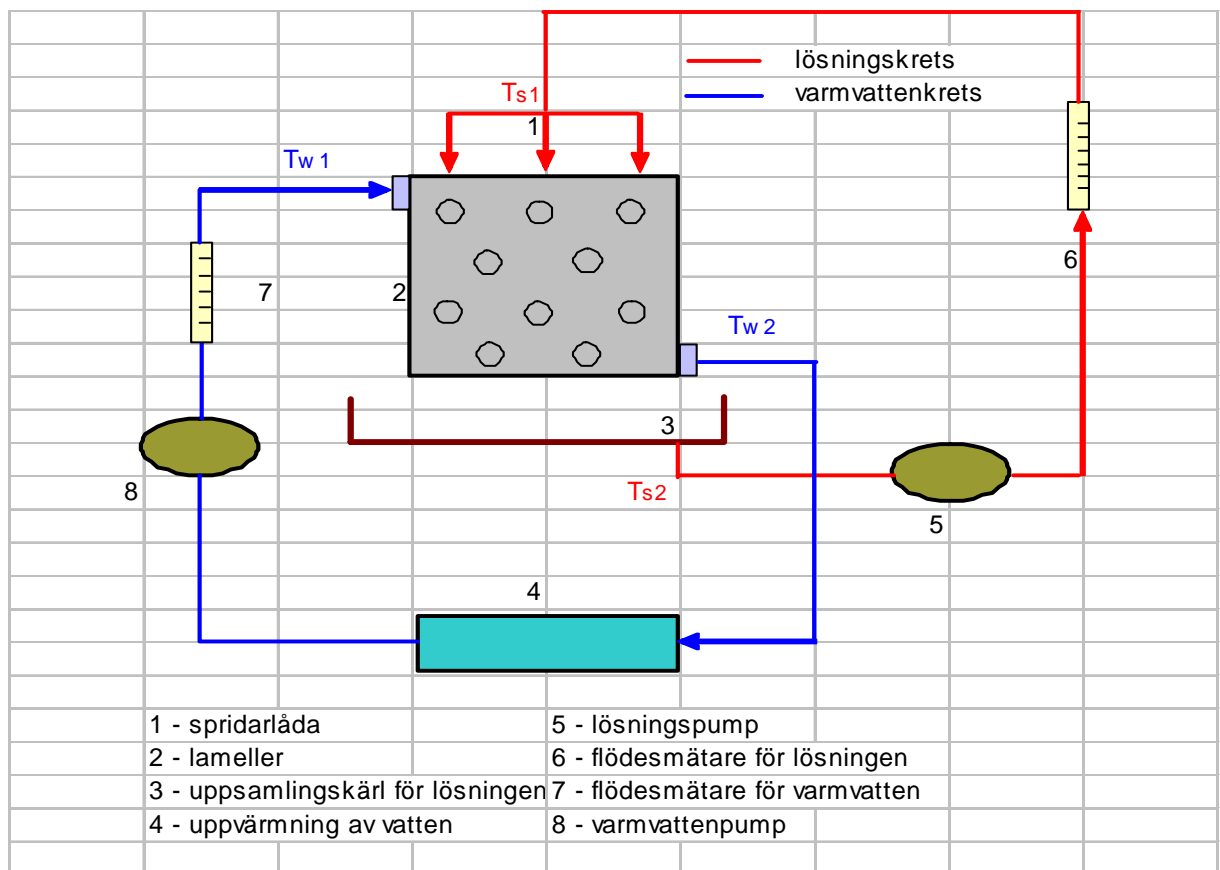 lösningskrets
varmvattenkrets
Ts1
1
Tw 1
6
7
2
Tw 2
3
Ts2
8
5
4
1 - spridarlåda
2 - lameller
3 - uppsamlingskärl för lösningen
4 - uppvärmning av vatten
5 - lösningspump
6 - flödesmätare för lösningen
7 - flödesmätare för varmvatten
8 - varmvattenpump